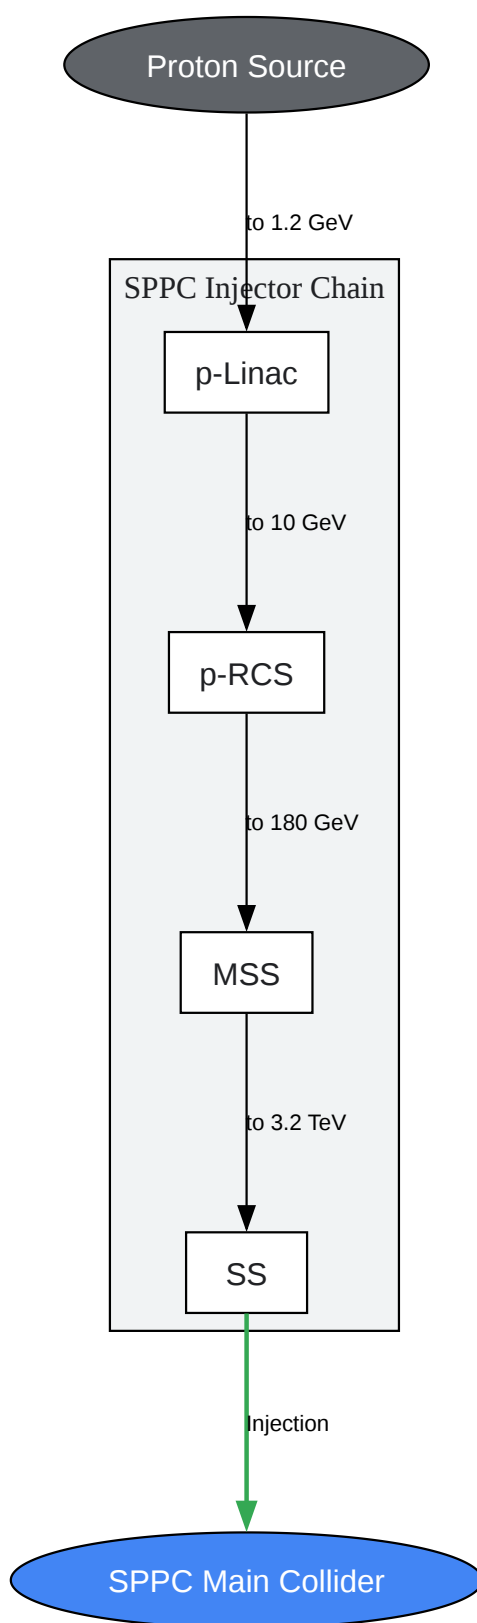 Proton Source
to 1.2 GeV
SPPC Injector Chain
p-Linac
to 10 GeV
p-RCS
to 180 GeV
MSS
to 3.2 TeV
SS
Injection
SPPC Main Collider